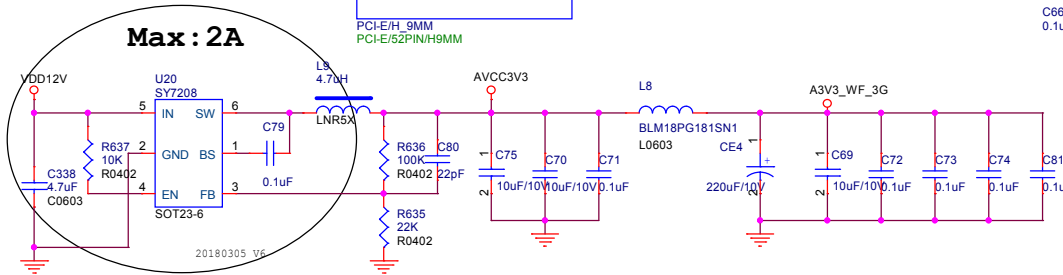 PCI-E/H_9MM
PCI-E/52PIN/H9MM
C66
0.1u
Max:2A
VDD12V
U20
SY7208
5
IN
SW
6
2
GND
BS
1
4
EN
FB
3
SOT23-6
C338
4.7uF
C0603
R637
10K
R0402
C79
0.1uF
L9
4.7uH
LNR5X
R636
100K
R0402
C80
22pF
R635
22K
R0402
20180305 V6
AVCC3V3
C75
1
2
10uF/10V
C70
10uF/10V
C71
0.1uF
L8
BLM18PG181SN1
L0603
A3V3_WF_3G
CE4
1
+
2
220uF/10V
C69
1
2
10uF/10V
C72
0.1uF
C73
0.1uF
C74
0.1uF
C81
0.1u